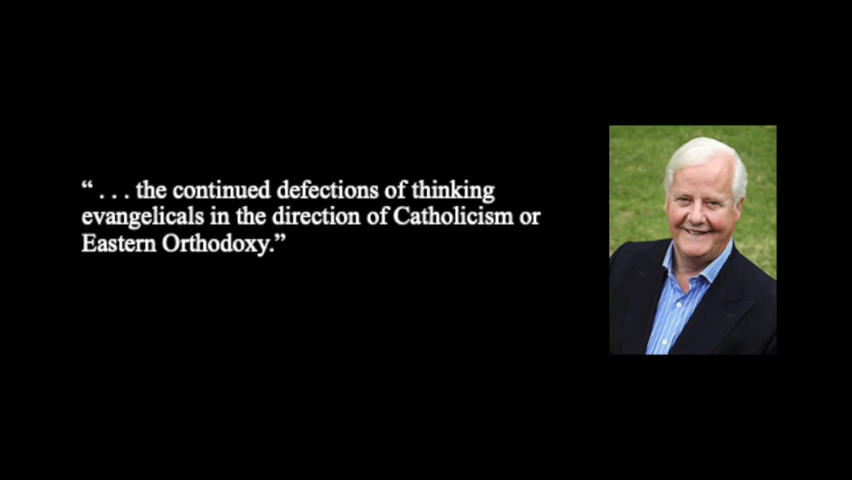 “ . . . the continued defections of thinking
evangelicals in the direction of Catholicism or
Eastern Orthodoxy.”